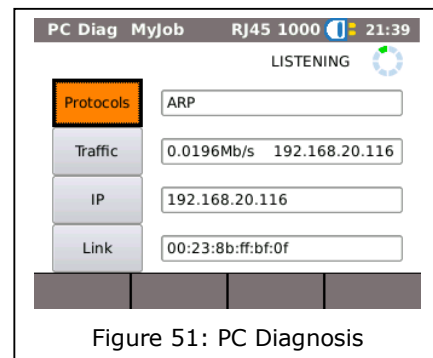 PC Diag MyJob RJ45 1000 21:39
LISTENING
Protocols ARP
Traffic 0.0196Mb/s 192.168.20.116
IP 192.168.20.116
Link 00:23:8b:ff:bf:0f
Figure 51: PC Diagnosis